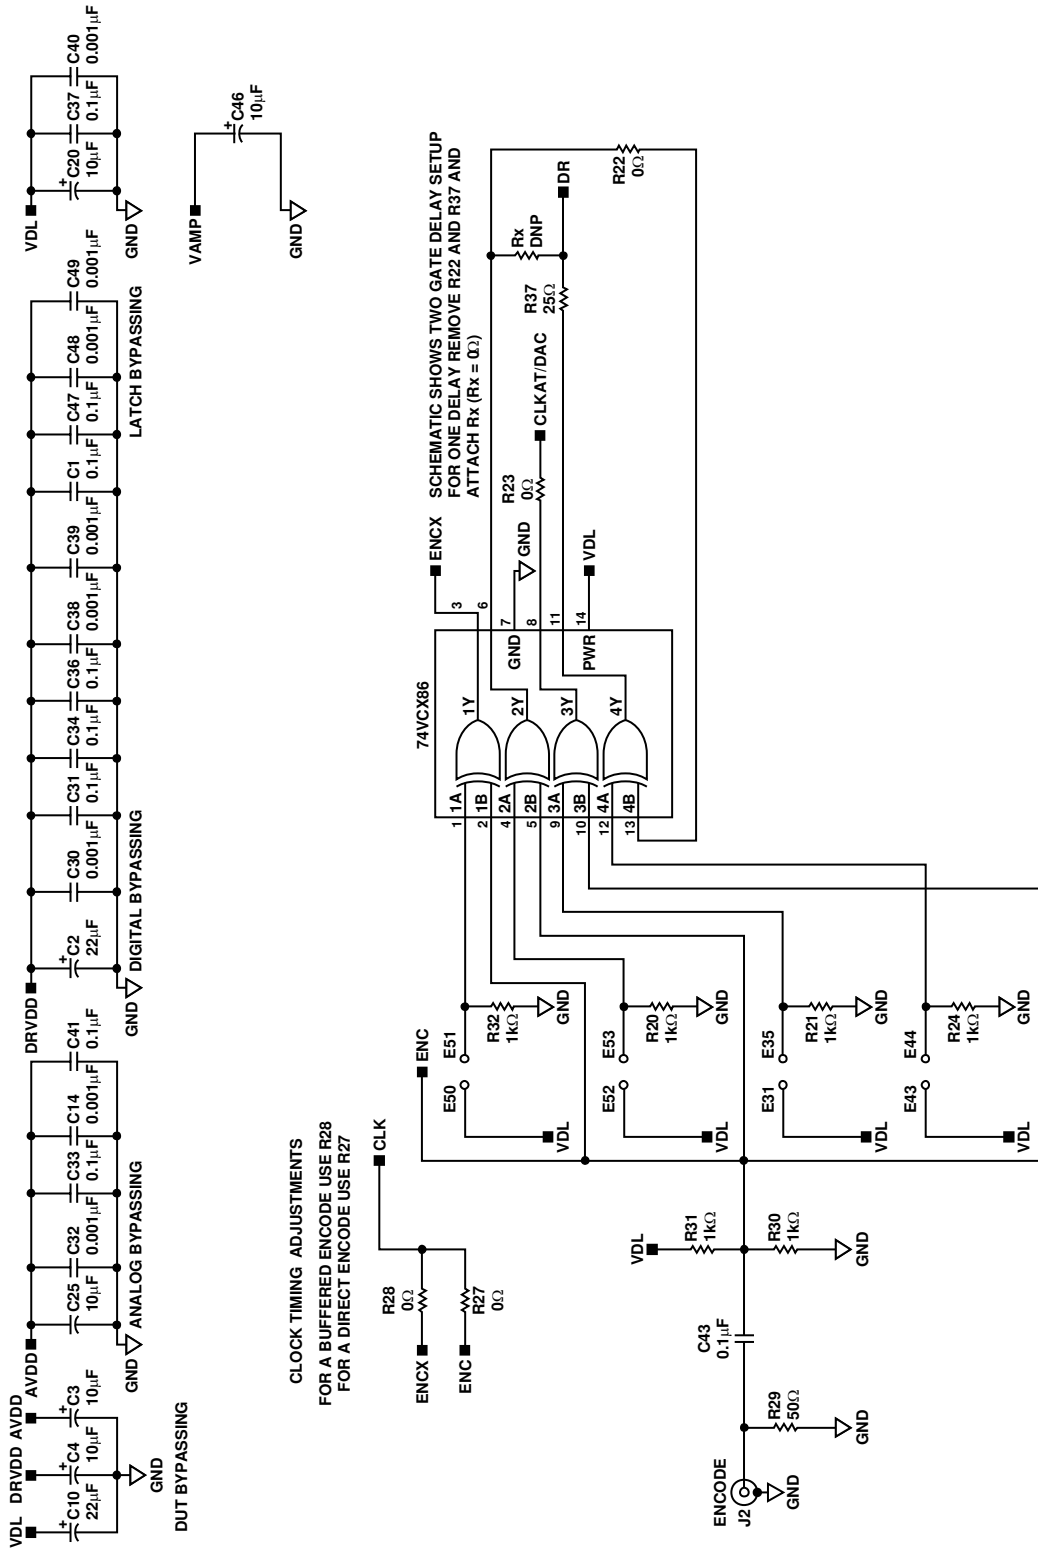 VDL
DRVDD
AVDD
+
C10
22μF
+
C4
10μF
+
C3
10μF
GND
DUT BYPASSING
AVDD
C25
10μF
C32
0.001μF
C33
0.1μF
C14
0.001μF
C41
0.1μF
GND
ANALOG BYPASSING
DRVDD
+
C2
22μF
C30
0.001μF
C31
0.1μF
C34
0.1μF
C36
0.1μF
C38
0.001μF
C39
0.001μF
C1
0.1μF
C47
0.1μF
C48
0.001μF
C49
0.001μF
GND
DIGITAL BYPASSING
LATCH BYPASSING
VDL
+
C20
10μF
C37
0.1μF
C40
0.001μF
GND
VAMP
+
C46
10μF
GND
CLOCK TIMING ADJUSTMENTS
FOR A BUFFERED ENCODE USE R28
FOR A DIRECT ENCODE USE R27
CLK
R28
0Ω
ENCX
R27
0Ω
ENC
SCHEMATIC SHOWS TWO GATE DELAY SETUP
FOR ONE DELAY REMOVE R22 AND R37 AND
ATTACH Rx (Rx = 0Ω)
ENCX
74VCX86
1
1A
2
1B
4
2A
5
2B
9
3A
10
3B
12
4A
13
4B
1Y
2Y
3Y
4Y
3
6
7
GND
8
11
14
PWR
GND
VDL
R23
0Ω
CLKAT/DAC
R37
25Ω
Rx
DNP
DR
R22
0Ω
ENC
E50
E51
R32
1kΩ
GND
VDL
E52
E53
R20
1kΩ
GND
VDL
E31
E35
R21
1kΩ
GND
VDL
E43
E44
R24
1kΩ
GND
VDL
VDL
R31
1kΩ
R30
1kΩ
GND
C43
0.1μF
R29
50Ω
GND
ENCODE
J2
GND